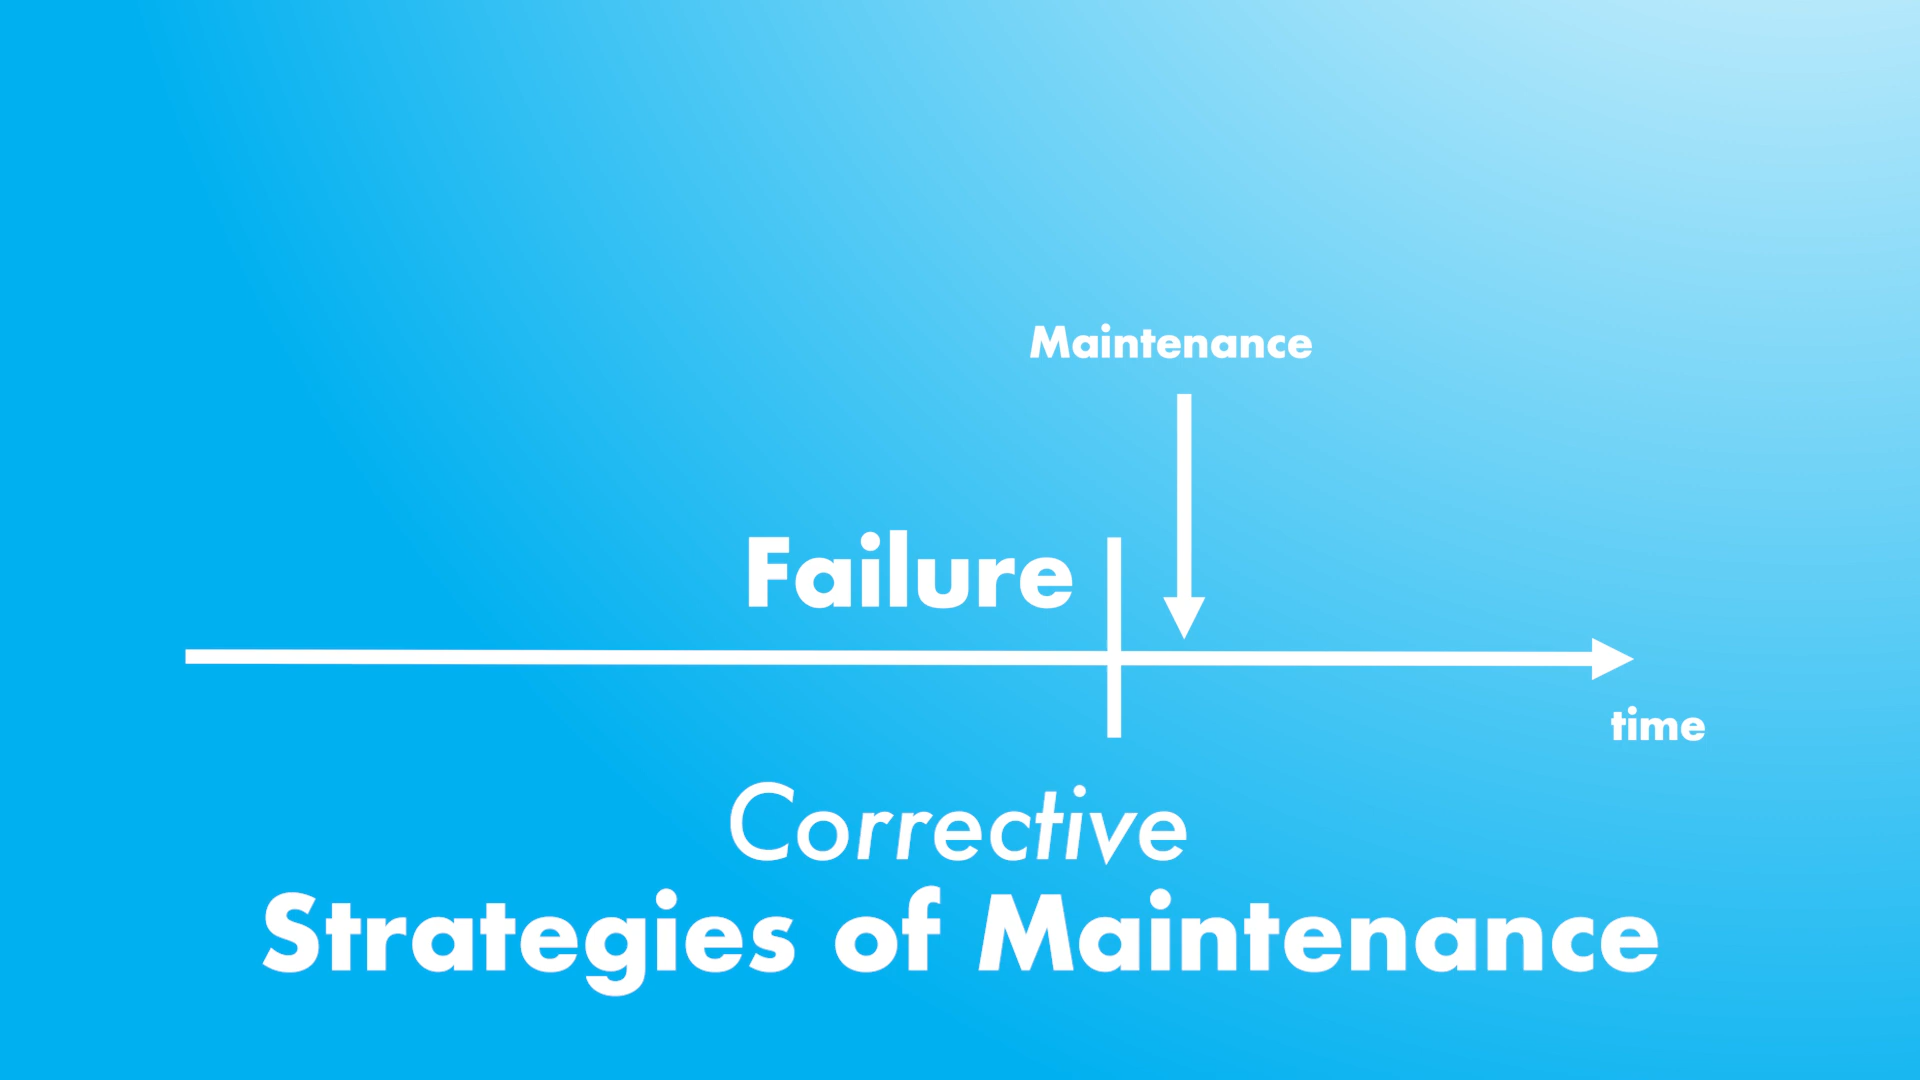 Maintenance
Failure
time
Corrective
Strategies of Maintenance